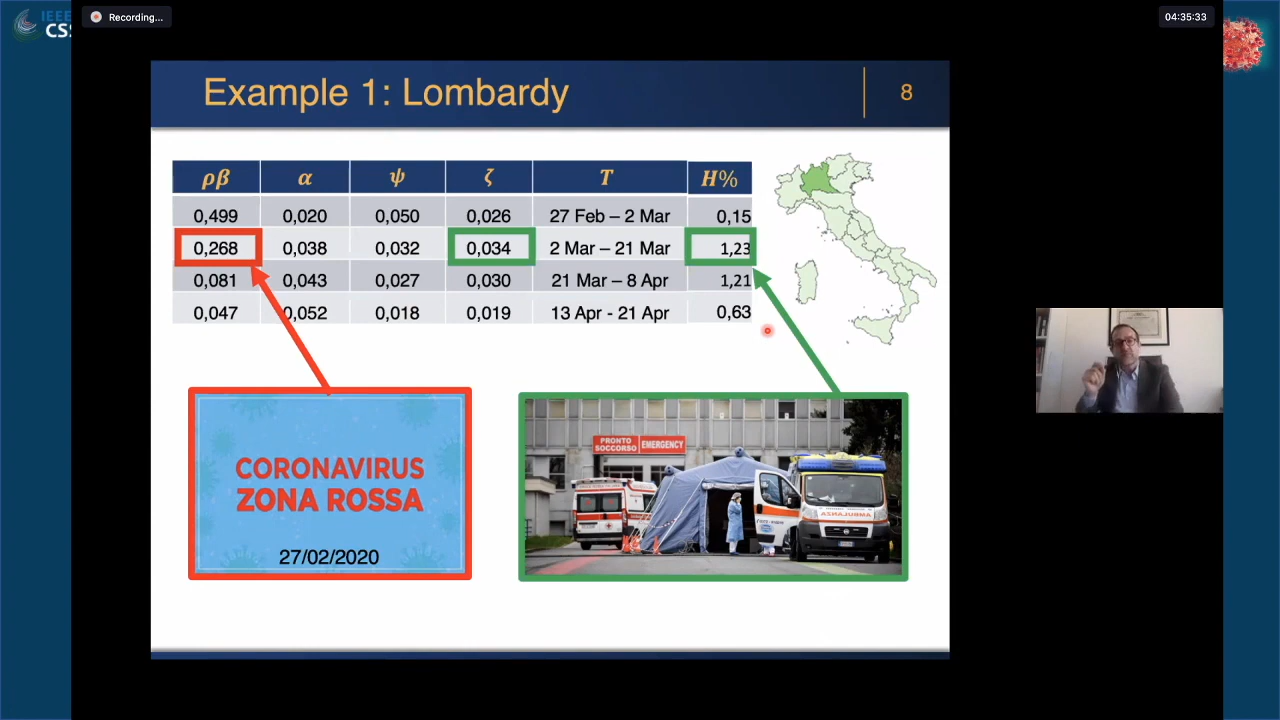 IEEE
CSS
Recording...
04:35:33
Example 1: Lombardy
8
ρβ α ψ ζ T H%
0,499 0,020 0,050 0,026 27 Feb – 2 Mar 0,15
0,268 0,038 0,032 0,034 2 Mar – 21 Mar 1,23
0,081 0,043 0,027 0,030 21 Mar – 8 Apr 1,21
0,047 0,052 0,018 0,019 13 Apr - 21 Apr 0,63
CORONAVIRUS
ZONA ROSSA
27/02/2020
PRONTO
SOCCORSO EMERGENCY
AZNALUBMA